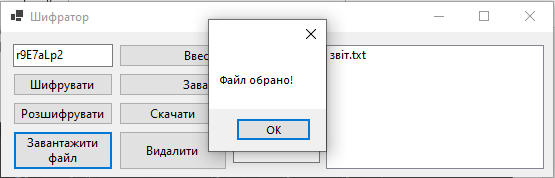 Шифратор
r9E7aLp2
Ввес
звіт.txt
Шифрувати
Зава
Файл обрано!
Розшифрувати
Скачати
OK
Завантажити
файл
Видалити